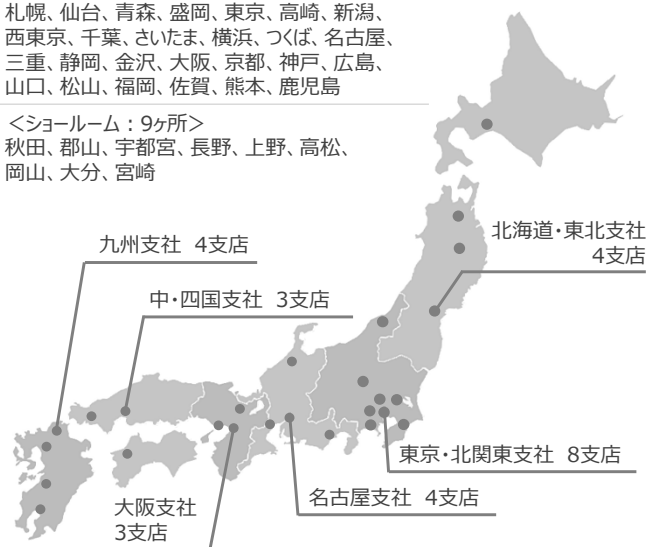 札幌、仙台、青森、盛岡、東京、高崎、新潟、
西東京、千葉、さいたま、横浜、つくば、名古屋、
三重、静岡、金沢、大阪、京都、神戸、広島、
山口、松山、福岡、佐賀、熊本、鹿児島
＜ショールーム：9ヶ所＞
秋田、郡山、宇都宮、長野、上野、高松、
岡山、大分、宮崎
北海道・東北支社
4支店
九州支社 4支店
中・四国支社 3支店
東京・北関東支社 8支店
名古屋支社 4支店
大阪支社
3支店